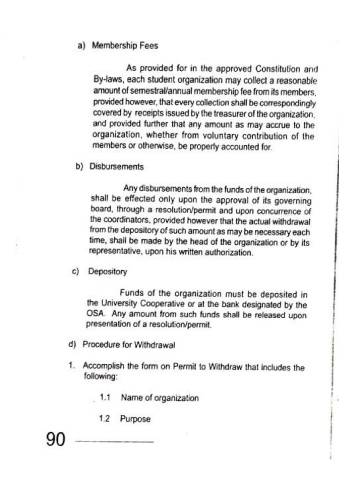 a) Membership Fees
As provided for in the approved Constitution and
By-laws, each student organization may collect a reasonable
amount of semestral/annual membership fee from its members,
provided however, that every collection shall be correspondingly
covered by receipts issued by the treasurer of the organization,
and provided further that any amount as may accrue to the
organization, whether from voluntary contribution of the
members or otherwise, be properly accounted for.
b) Disbursements
Any disbursements from the funds of the organization,
shall be effected only upon the approval of its governing
board, through a resolution/permit and upon concurrence of
the coordinators, provided however that the actual withdrawal
from the depository of such amount as may be necessary each
time, shall be made by the head of the organization or by its
representative, upon his written authorization.
c) Depository
Funds of the organization must be deposited in
the University Cooperative or at the bank designated by the
OSA. Any amount from such funds shall be released upon
presentation of a resolution/permit.
d) Procedure for Withdrawal
1. Accomplish the form on Permit to Withdraw that includes the
following:
1.1 Name of organization
1.2 Purpose
90